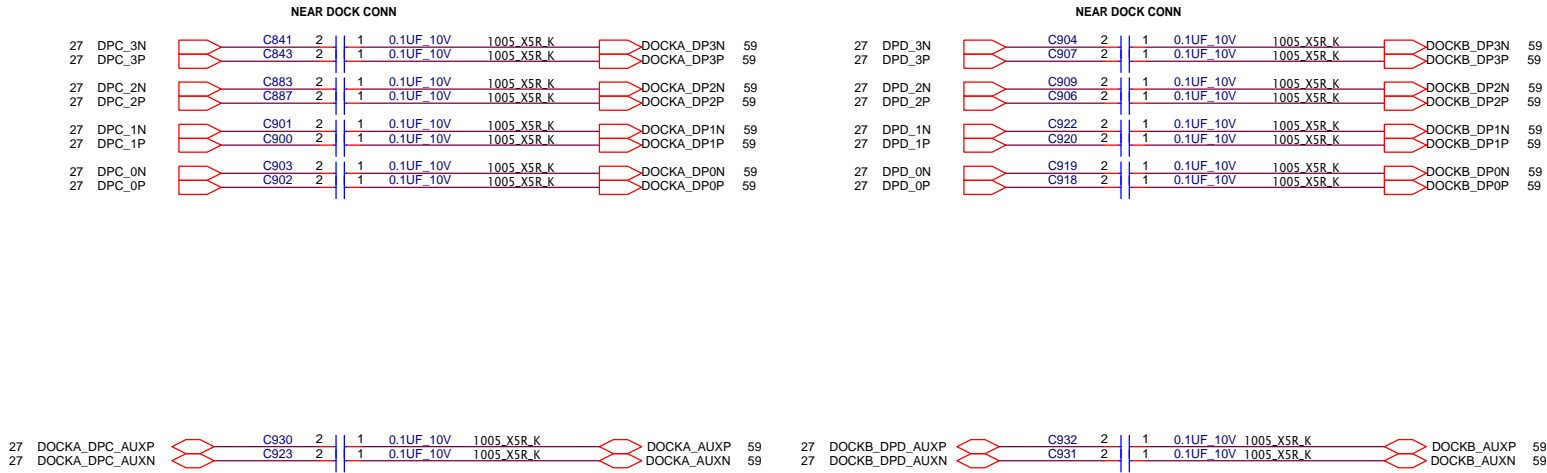 NEAR DOCK CONN
27 DPC_3N C841 2 1 0.1UF_10V 1005_X5R_K DOCKA_DP3N 59
27 DPC_3P C843 2 1 0.1UF_10V 1005_X5R_K DOCKA_DP3P 59
27 DPC_2N C883 2 1 0.1UF_10V 1005_X5R_K DOCKA_DP2N 59
27 DPC_2P C887 2 1 0.1UF_10V 1005_X5R_K DOCKA_DP2P 59
27 DPC_1N C901 2 1 0.1UF_10V 1005_X5R_K DOCKA_DP1N 59
27 DPC_1P C900 2 1 0.1UF_10V 1005_X5R_K DOCKA_DP1P 59
27 DPC_0N C903 2 1 0.1UF_10V 1005_X5R_K DOCKA_DP0N 59
27 DPC_0P C902 2 1 0.1UF_10V 1005_X5R_K DOCKA_DP0P 59
27 DOCKA_DPC_AUXP C930 2 1 0.1UF_10V 1005_X5R_K DOCKA_AUXP 59
27 DOCKA_DPC_AUXN C923 2 1 0.1UF_10V 1005_X5R_K DOCKA_AUXN 59
NEAR DOCK CONN
27 DPD_3N C904 2 1 0.1UF_10V 1005_X5R_K DOCKB_DP3N 59
27 DPD_3P C907 2 1 0.1UF_10V 1005_X5R_K DOCKB_DP3P 59
27 DPD_2N C909 2 1 0.1UF_10V 1005_X5R_K DOCKB_DP2N 59
27 DPD_2P C906 2 1 0.1UF_10V 1005_X5R_K DOCKB_DP2P 59
27 DPD_1N C922 2 1 0.1UF_10V 1005_X5R_K DOCKB_DP1N 59
27 DPD_1P C920 2 1 0.1UF_10V 1005_X5R_K DOCKB_DP1P 59
27 DPD_0N C919 2 1 0.1UF_10V 1005_X5R_K DOCKB_DP0N 59
27 DPD_0P C918 2 1 0.1UF_10V 1005_X5R_K DOCKB_DP0P 59
27 DOCKB_DPD_AUXP C932 2 1 0.1UF_10V 1005_X5R_K DOCKB_AUXP 59
27 DOCKB_DPD_AUXN C931 2 1 0.1UF_10V 1005_X5R_K DOCKB_AUXN 59